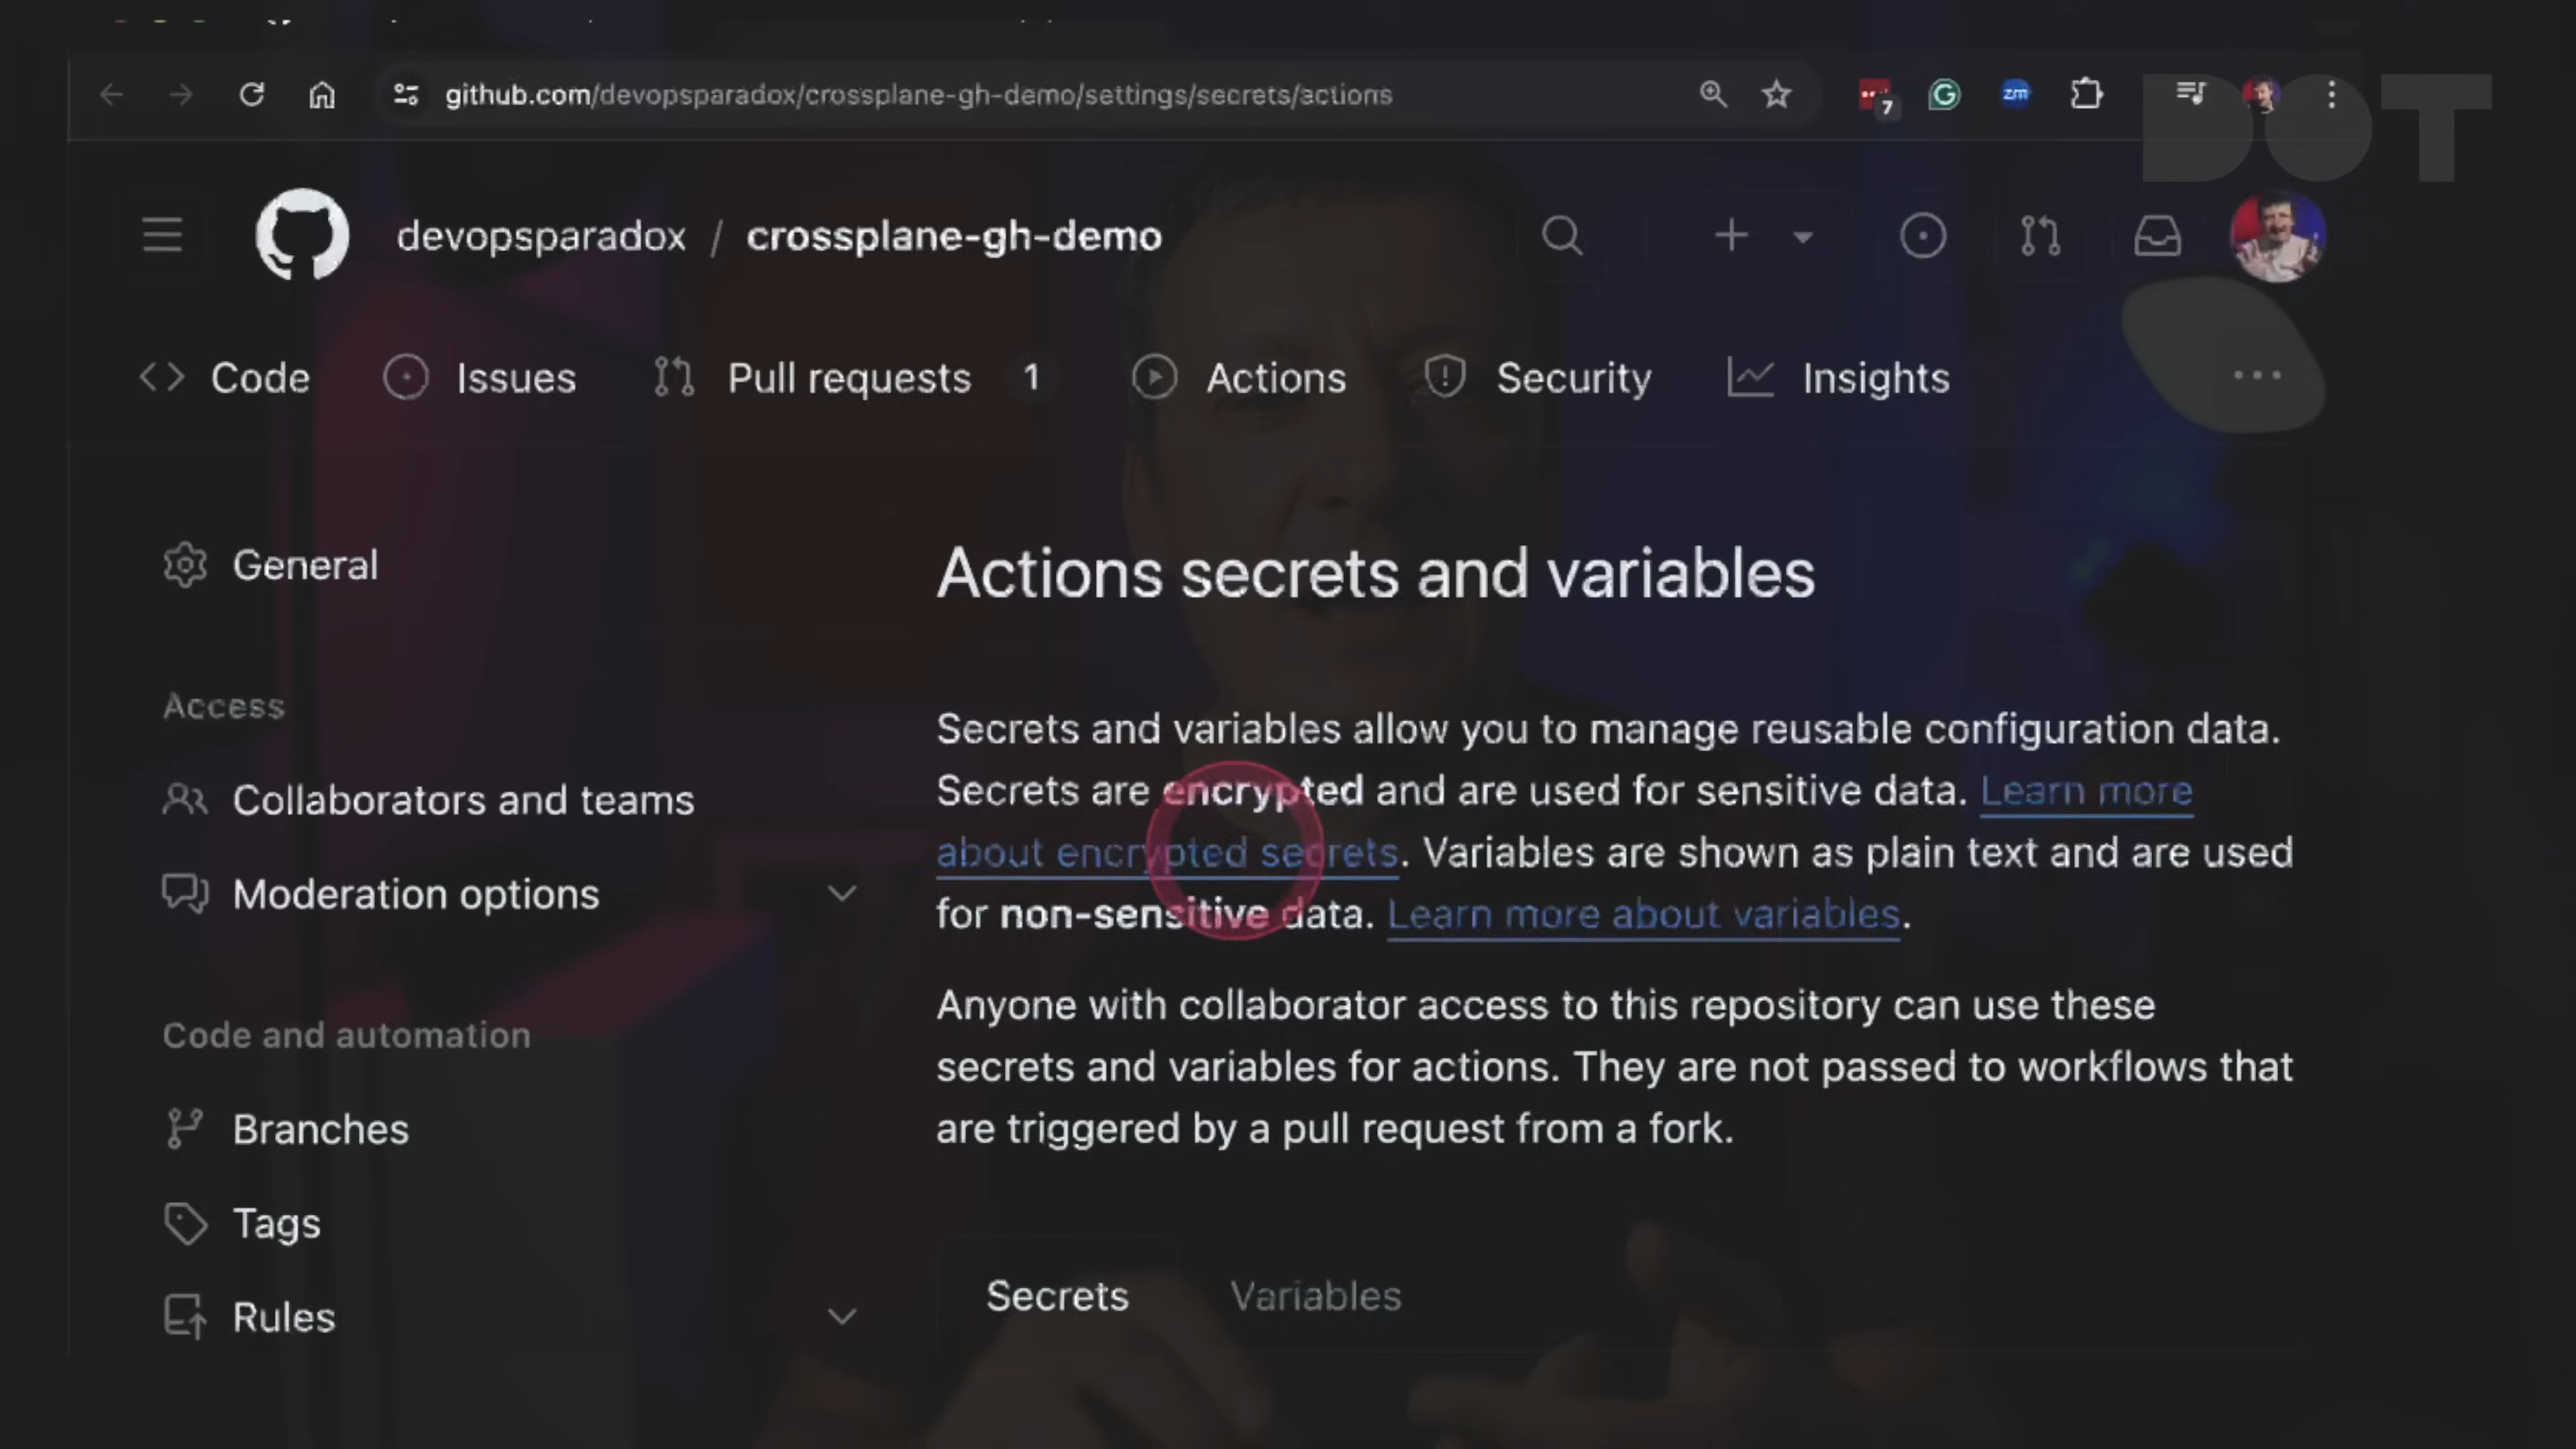 github.com/devopsparadox/crossplane-gh-demo/settings/secrets/actions
7
zm
DOT
devopsparadox / crossplane-gh-demo
Code
Issues
Pull requests 1
Actions
Security
Insights
General
Access
Collaborators and teams
Moderation options
Code and automation
Branches
Tags
Rules
Actions secrets and variables
Secrets and variables allow you to manage reusable configuration data.
Secrets are encrypted and are used for sensitive data. Learn more
about encrypted secrets. Variables are shown as plain text and are used
for non-sensitive data. Learn more about variables.
Anyone with collaborator access to this repository can use these
secrets and variables for actions. They are not passed to workflows that
are triggered by a pull request from a fork.
Secrets
Variables